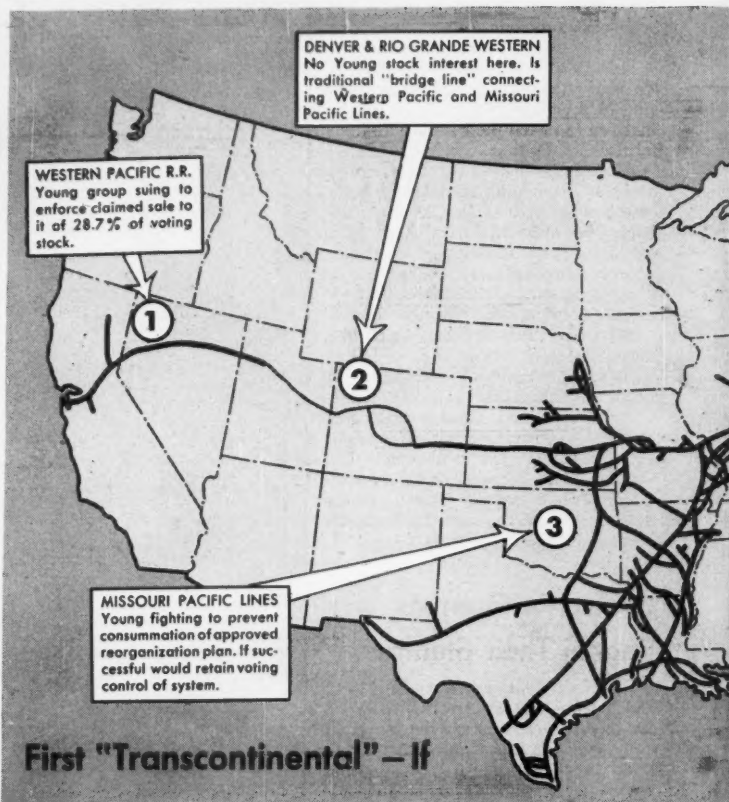 DENVER & RIO GRANDE WESTERN
No Young stock interest here. Is
traditional "bridge line" connect-
ing Western Pacific and Missouri
Pacific Lines.
WESTERN PACIFIC R.R.
Young group suing to
enforce claimed sale to
it of 28.7% of voting
stock.
1
2
3
MISSOURI PACIFIC LINES
Young fighting to prevent
consummation of approved
reorganization plan. If suc-
cessful would retain voting
control of system.
First "Transcontinental" – If